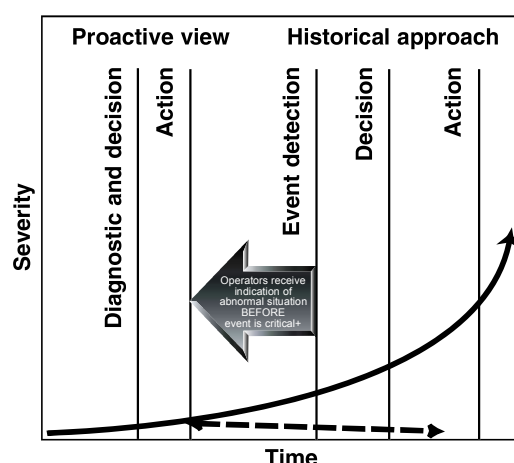 Proactive view
Historical approach
Diagnostic and decision
Action
Event detection
Decision
Action
Severity
Operators receive
indication of
abnormal situation
BEFORE
event is critical+
Time